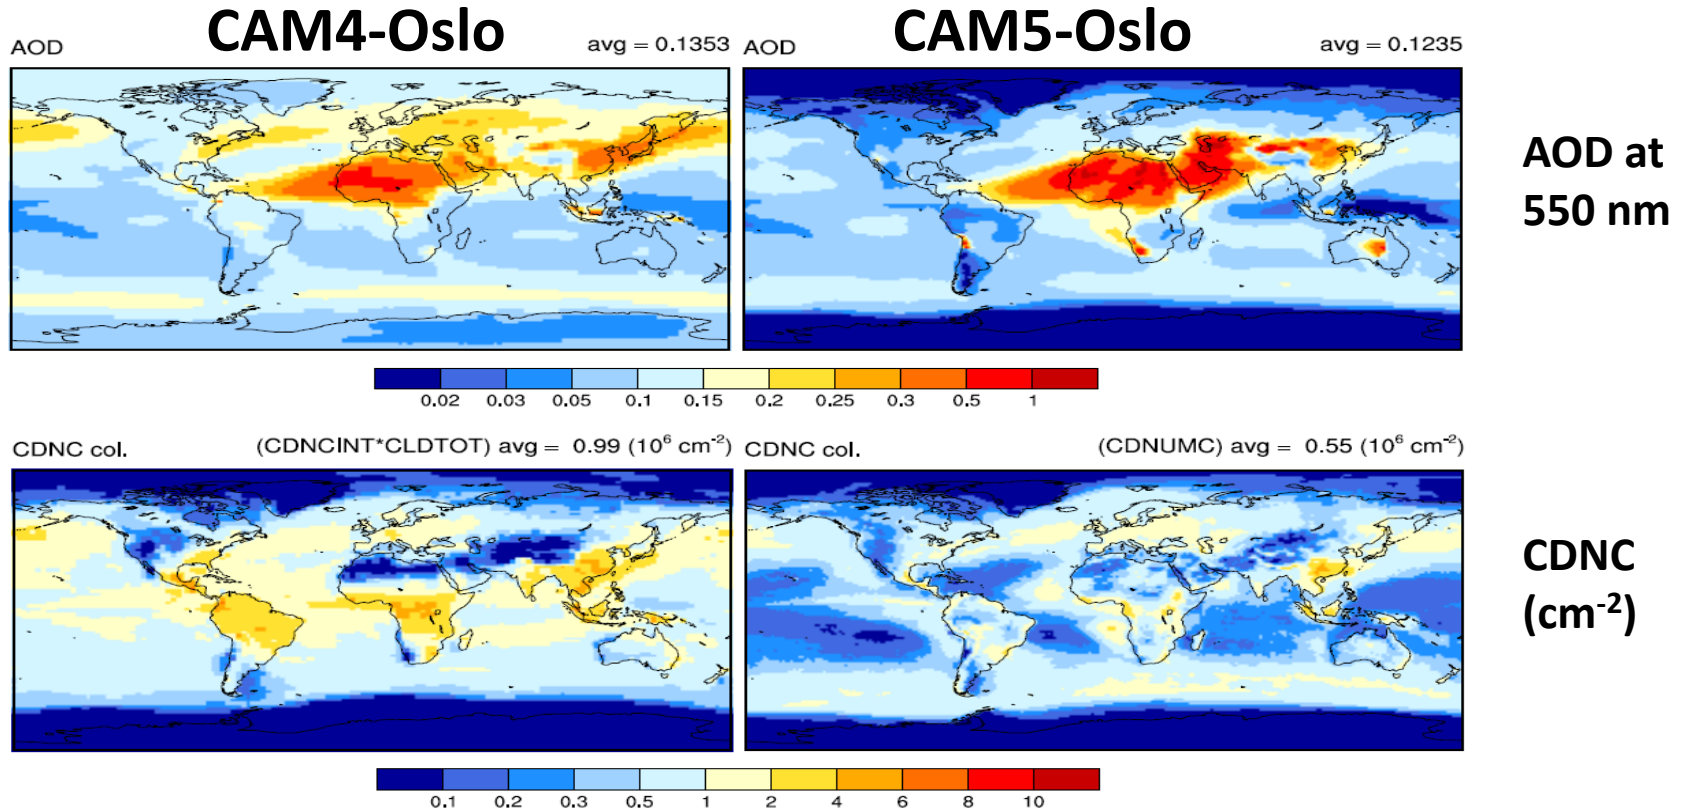 CAM4-Oslo
CAM5-Oslo
AOD
avg = 0.1353
AOD
avg = 0.1235
AOD at
550 nm
0.02 0.03 0.05 0.1 0.15 0.2 0.25 0.3 0.5 1
CDNC col.
(CDNCINT*CLDTOT) avg = 0.99 (10⁶ cm⁻²)
CDNC col.
(CDNUMC) avg = 0.55 (10⁶ cm⁻²)
CDNC
(cm⁻²)
0.1 0.2 0.3 0.5 1 2 4 6 8 10